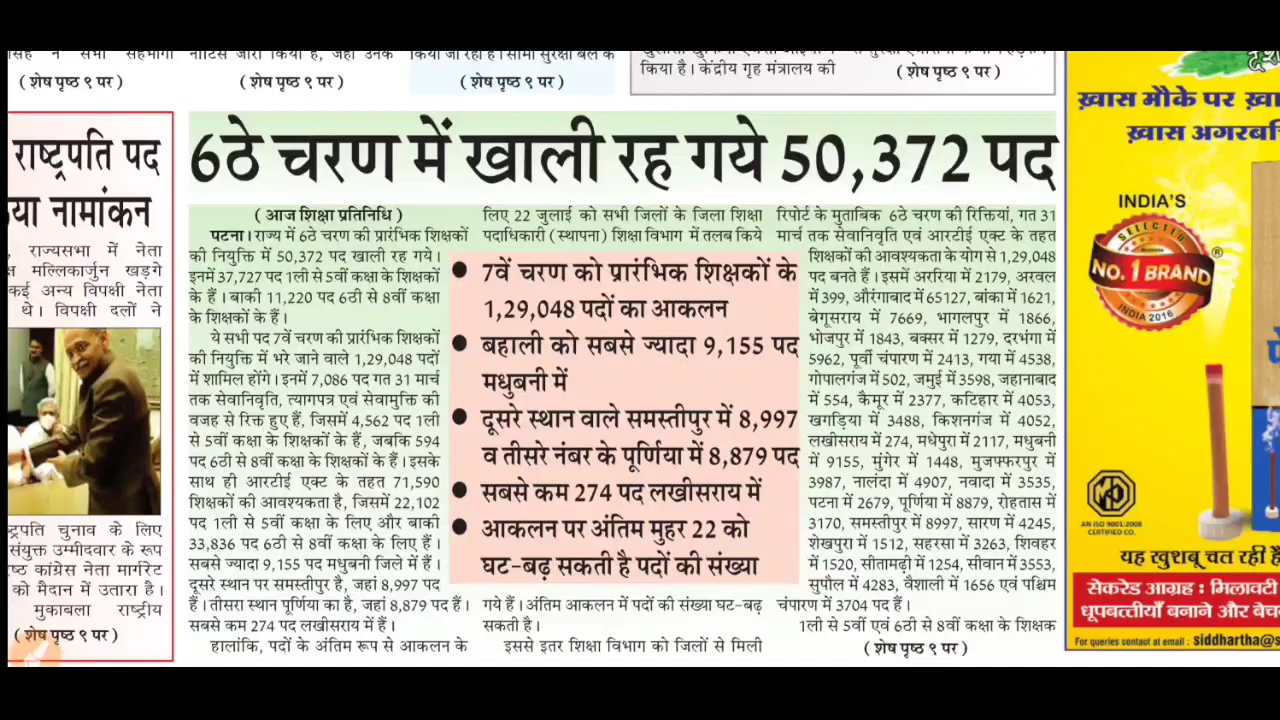 नोटिस जारी किया है, जहां उनके
(शेष पृष्ठ ९ पर)
(शेष पृष्ठ ९ पर)
(शेष पृष्ठ ९ पर)
किया है। केंद्रीय गृह मंत्रालय की
(शेष पृष्ठ ९ पर)
राष्ट्रपति पद
नामांकन
राज्यसभा में नेता
मल्लिकार्जुन खड़गे
कई अन्य विपक्षी नेता
थे। विपक्षी दलों ने
चुनाव के लिए
संयुक्त उम्मीदवार के रूप
कांग्रेस नेता मार्गरेट
को मैदान में उतारा है।
मुकाबला राष्ट्रीय
(शेष पृष्ठ ९ पर)
6ठे चरण में खाली रह गये 50,372 पद
(आज शिक्षा प्रतिनिधि)
पटना। राज्य में 6ठे चरण की प्रारंभिक शिक्षकों
की नियुक्ति में 50,372 पद खाली रह गये।
इनमें 37,727 पद 1ली से 5वीं कक्षा के शिक्षकों
के हैं। बाकी 11,220 पद 6ठी से 8वीं कक्षा
के शिक्षकों के हैं।
ये सभी पद 7वें चरण की प्रारंभिक शिक्षकों
की नियुक्ति में भरे जाने वाले 1,29,048 पदों
में शामिल होंगे। इनमें 7,086 पद गत 31 मार्च
तक सेवानिवृति, त्यागपत्र एवं सेवामुक्ति की
वजह से रिक्त हुए हैं, जिसमें 4,562 पद 1ली
से 5वीं कक्षा के शिक्षकों के हैं, जबकि 594
पद 6ठी से 8वीं कक्षा के शिक्षकों के हैं। इसके
साथ ही आरटीई एक्ट के तहत 71,590
शिक्षकों की आवश्यकता है, जिसमें 22,102
पद 1ली से 5वीं कक्षा के लिए और बाकी
33,836 पद 6ठी से 8वीं कक्षा के लिए हैं।
सबसे ज्यादा 9,155 पद मधुबनी जिले में हैं।
दूसरे स्थान पर समस्तीपुर है, जहां 8,997 पद
हैं। तीसरा स्थान पूर्णिया का है, जहां 8,879 पद हैं।
सबसे कम 274 पद लखीसराय में हैं।
हालांकि, पदों के अंतिम रूप से आकलन के
लिए 22 जुलाई को सभी जिलों के जिला शिक्षा
पदाधिकारी (स्थापना) शिक्षा विभाग में तलब किये
● 7वें चरण को प्रारंभिक शिक्षकों के
1,29,048 पदों का आकलन
● बहाली को सबसे ज्यादा 9,155 पद
मधुबनी में
● दूसरे स्थान वाले समस्तीपुर में 8,997
व तीसरे नंबर के पूर्णिया में 8,879 पद
● सबसे कम 274 पद लखीसराय में
● आकलन पर अंतिम मुहर 22 को
घट-बढ़ सकती है पदों की संख्या
गये हैं। अंतिम आकलन में पदों की संख्या घट-बढ़
सकती है।
इससे इतर शिक्षा विभाग को जिलों से मिली
रिपोर्ट के मुताबिक 6ठे चरण की रिक्तियां, गत 31
मार्च तक सेवानिवृति एवं आरटीई एक्ट के तहत
शिक्षकों की आवश्यकता के योग से 1,29,048
पद बनते हैं। इसमें अररिया में 2179, अरवल
में 399, औरंगाबाद में 65127, बांका में 1621,
बेगूसराय में 7669, भागलपुर में 1866,
भोजपुर में 1843, बक्सर में 1279, दरभंगा में
5962, पूर्वी चंपारण में 2413, गया में 4538,
गोपालगंज में 502, जमुई में 3598, जहानाबाद
में 554, कैमूर में 2377, कटिहार में 4053,
खगड़िया में 3488, किशनगंज में 4052,
लखीसराय में 274, मधेपुरा में 2117, मधुबनी
में 9155, मुंगेर में 1448, मुजफ्फरपुर में
3987, नालंदा में 4907, नवादा में 3535,
पटना में 2679, पूर्णिया में 8879, रोहतास में
3170, समस्तीपुर में 8997, सारण में 4245,
शेखपुरा में 1512, सहरसा में 3263, शिवहर
में 1520, सीतामढ़ी में 1254, सीवान में 3553,
सुपौल में 4283, वैशाली में 1656 एवं पश्चिम
चंपारण में 3704 पद हैं।
1ली से 5वीं एवं 6ठी से 8वीं कक्षा के शिक्षक
(शेष पृष्ठ ९ पर)
ख़ास मौके पर
ख़ास
INDIA'S
SELECTED
NO. 1 BRAND
®
INDIA 2016
AN ISO 9001:2008
CERTIFIED CO.
यह खुशबू चल रही
सेकरेड आग्रह : मिलावटी
धूपबत्तीयाँ बनाने और
For queries contact at email : siddhartha@